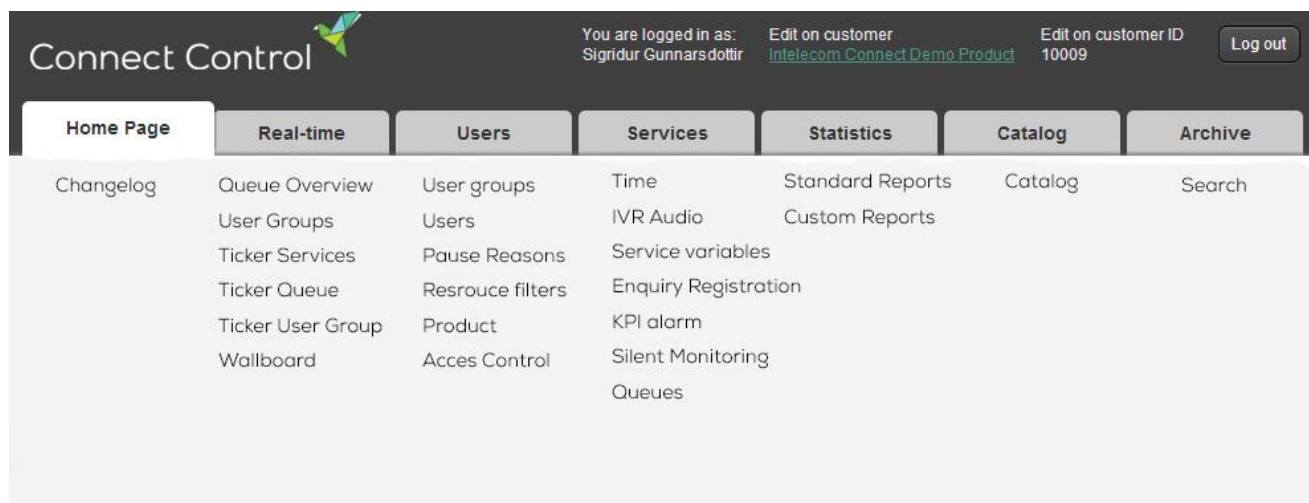 Connect Control
You are logged in as:
Sigridur Gunnarsdottir
Edit on customer
Intelecom Connect Demo Product
Edit on customer ID
10009
Log out
Home Page
Real-time
Users
Services
Statistics
Catalog
Archive
Changelog
Queue Overview
User Groups
Ticker Services
Ticker Queue
Ticker User Group
Wallboard
User groups
Users
Pause Reasons
Resrouce filters
Product
Acces Control
Time
IVR Audio
Service variables
Enquiry Registration
KPI alarm
Silent Monitoring
Queues
Standard Reports
Custom Reports
Catalog
Search